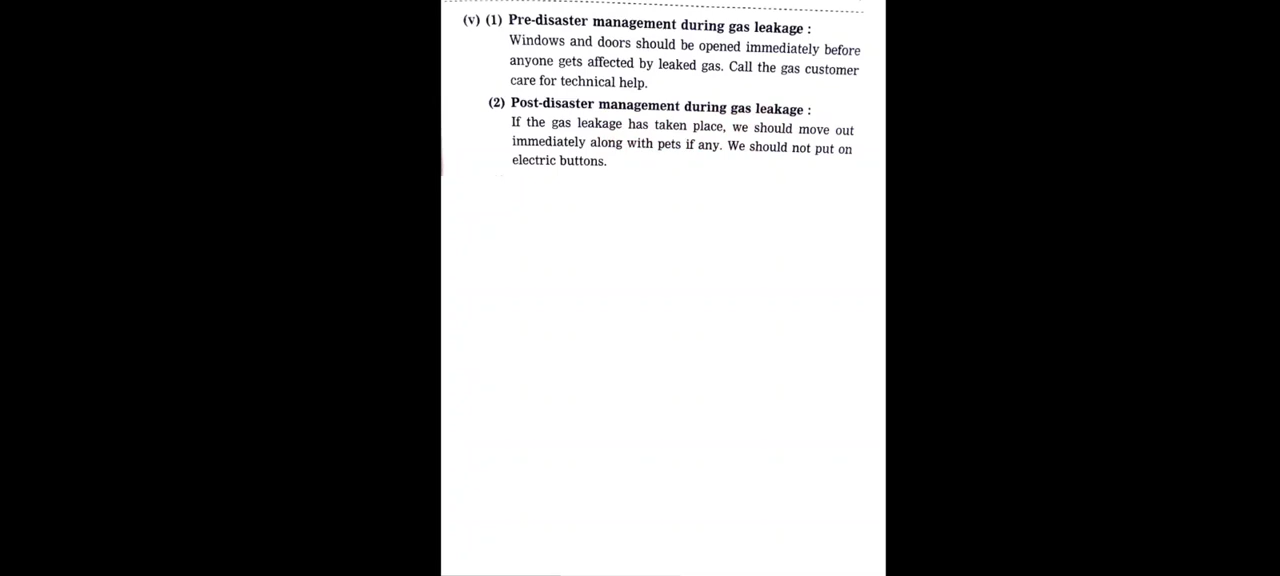 (v) (1) Pre-disaster management during gas leakage :
Windows and doors should be opened immediately before
anyone gets affected by leaked gas. Call the gas customer
care for technical help.
(2) Post-disaster management during gas leakage :
If the gas leakage has taken place, we should move out
immediately along with pets if any. We should not put on
electric buttons.